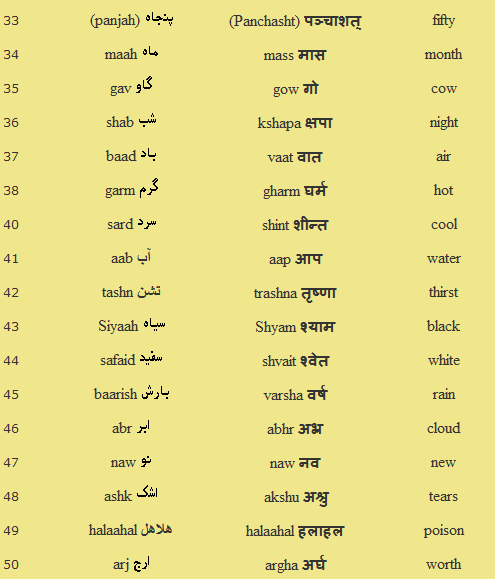 33 (panjah) پنجاه (Panchasht) पञ्चाशत् fifty
34 maah ماه mass मास month
35 gav گاو gow गो cow
36 shab شب kshapa क्षपा night
37 baad باد vaat वात air
38 garm گرم gharm घर्म hot
40 sard سرد shint शीन्त cool
41 aab آب aap आप water
42 tashn تشن trashna तृष्णा thirst
43 Siyaah سیاه Shyam श्याम black
44 safaid سفید shvait श्वेत white
45 baarish بارش varsha वर्ष rain
46 abr ابر abhr अभ्र cloud
47 naw نو naw नव new
48 ashk اشک akshu अश्रु tears
49 halaahal هلاهل halaahal हलाहल poison
50 arj ارج argha अर्घ worth